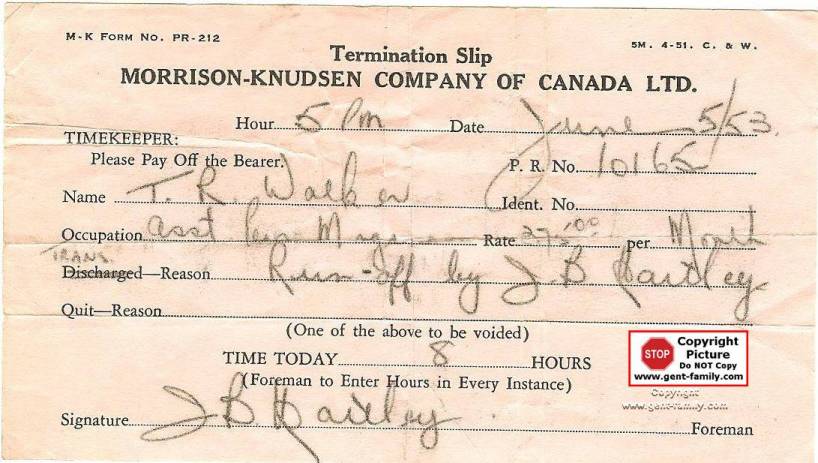 M-K FORM NO. PR-212
5M. 4-51. C. & W.
Termination Slip
MORRISON-KNUDSEN COMPANY OF CANADA LTD.
Hour 5 Pm Date June 5/53.
TIMEKEEPER:
Please Pay Off the Bearer. P. R. No. 10165
Name T. R. Walker Ident. No.
Occupation asst Rate per Month
TRANS.
Discharged—Reason Run-off by J B Hartley
Quit—Reason
(One of the above to be voided)
TIME TODAY 8 HOURS
(Foreman to Enter Hours in Every Instance)
Signature J B Hartley Foreman
STOP
Copyright
Picture
Do NOT Copy
www.gent-family.com
Copyright
www.gent-family.com